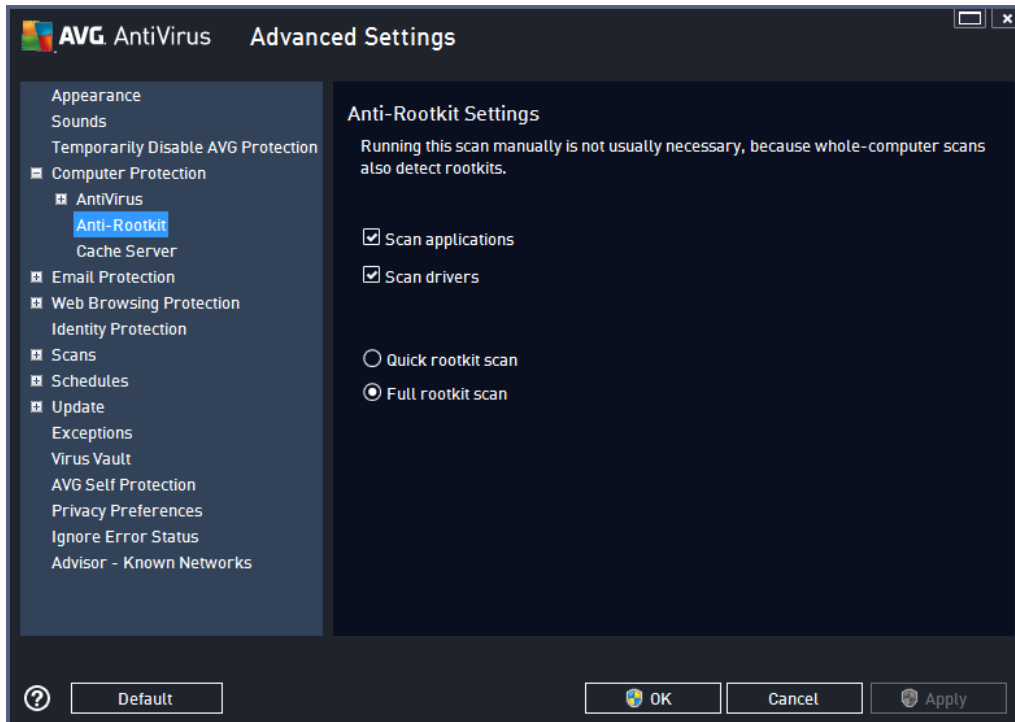 AVG AntiVirus Advanced Settings
Appearance
Sounds
Temporarily Disable AVG Protection
Computer Protection
AntiVirus
Anti-Rootkit
Cache Server
Email Protection
Web Browsing Protection
Identity Protection
Scans
Schedules
Update
Exceptions
Virus Vault
AVG Self Protection
Privacy Preferences
Ignore Error Status
Advisor - Known Networks
Anti-Rootkit Settings
Running this scan manually is not usually necessary, because whole-computer scans
also detect rootkits.
Scan applications
Scan drivers
Quick rootkit scan
Full rootkit scan
? Default OK Cancel Apply